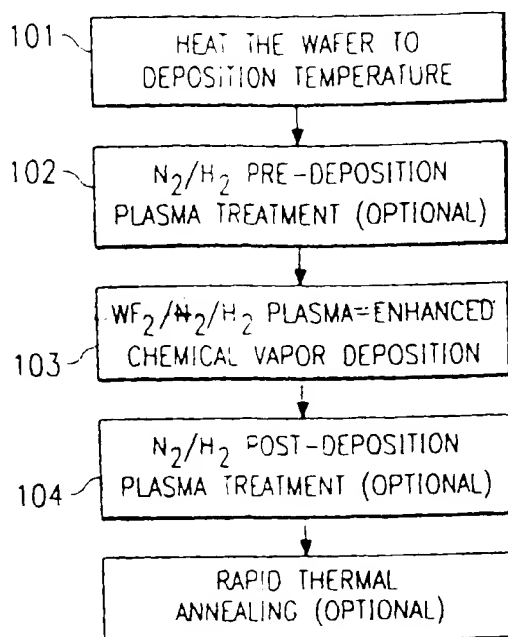 101
HEAT THE WAFER TO
DEPOSITION TEMPERATURE
102
N2/H2 PRE-DEPOSITION
PLASMA TREATMENT (OPTIONAL)
103
WF2/N2/H2 PLASMA=ENHANCED
CHEMICAL VAPOR DEPOSITION
104
N2/H2 POST-DEPOSITION
PLASMA TREATMENT (OPTIONAL)
RAPID THERMAL
ANNEALING (OPTIONAL)